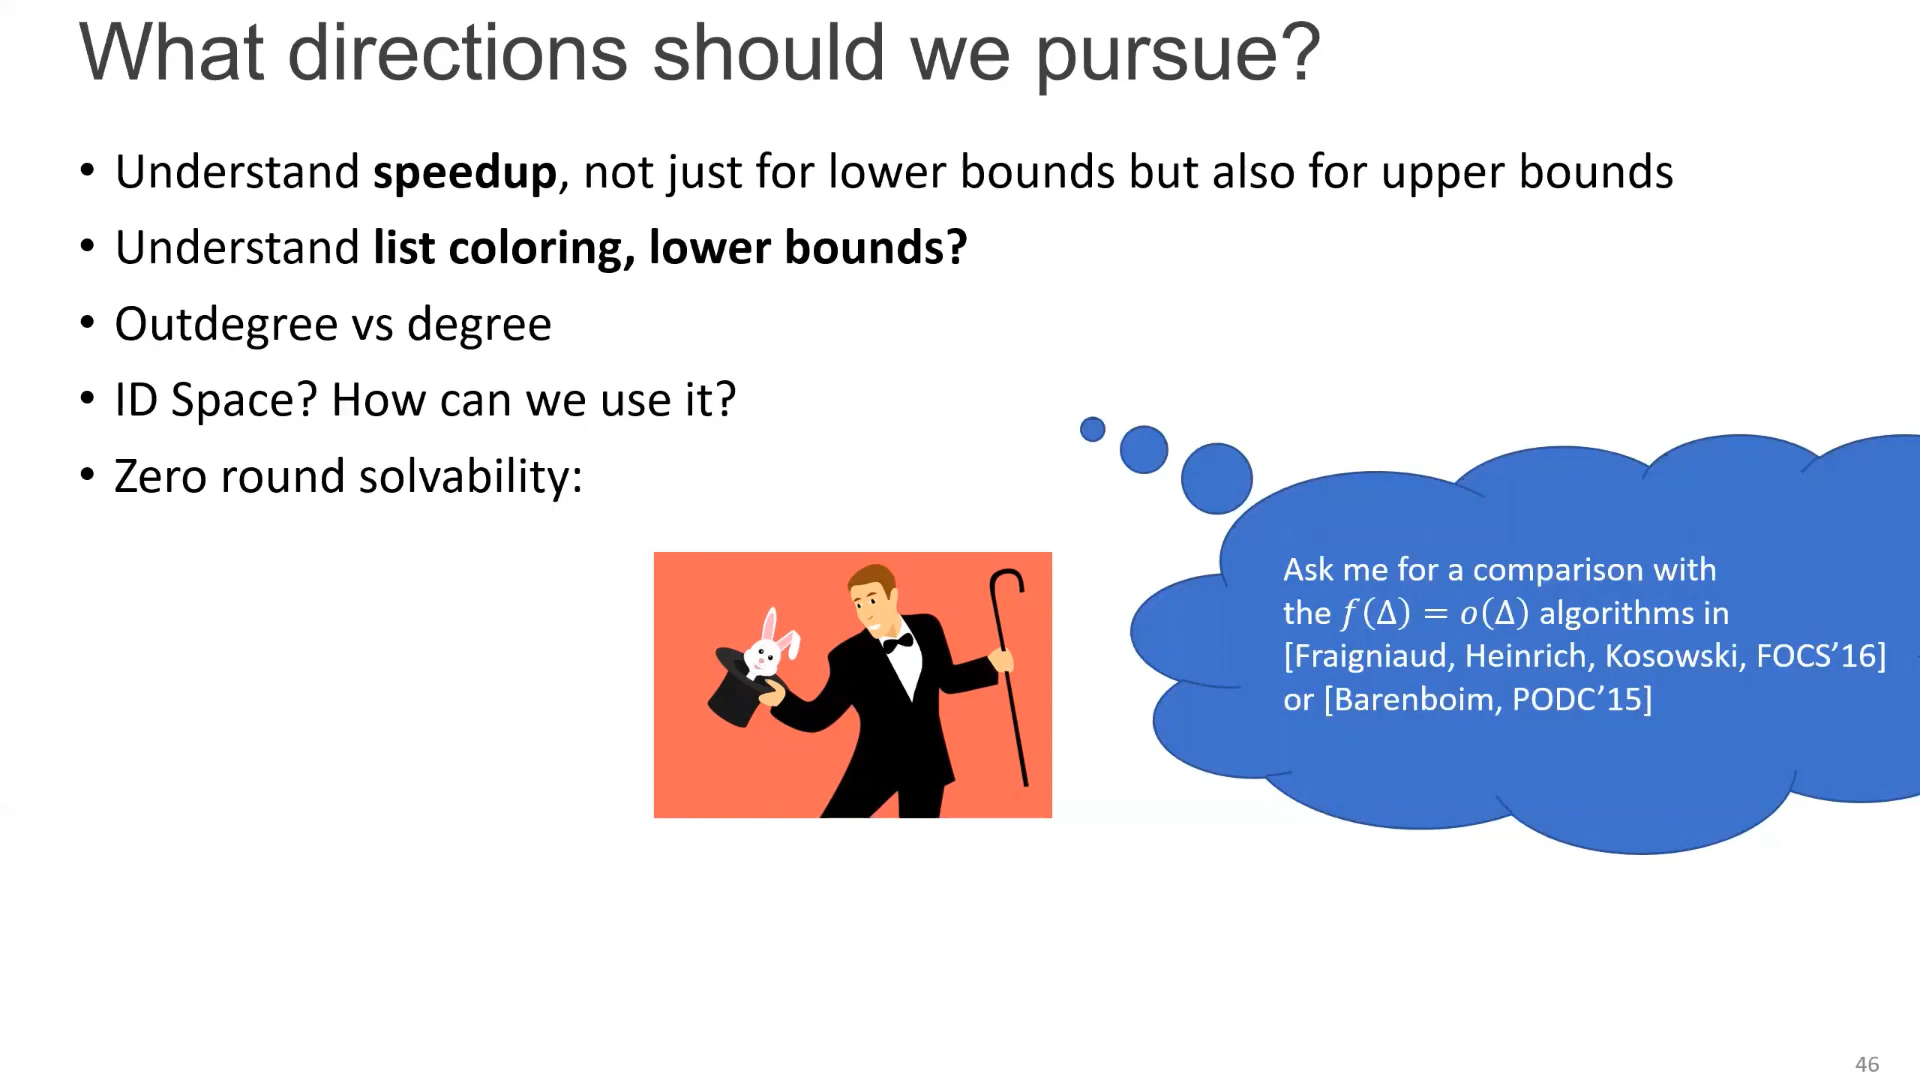 What directions should we pursue?
• Understand speedup, not just for lower bounds but also for upper bounds
• Understand list coloring, lower bounds?
• Outdegree vs degree
• ID Space? How can we use it?
• Zero round solvability:
Ask me for a comparison with
the f(Δ) = o(Δ) algorithms in
[Fraigniaud, Heinrich, Kosowski, FOCS’16]
or [Barenboim, PODC’15]
46